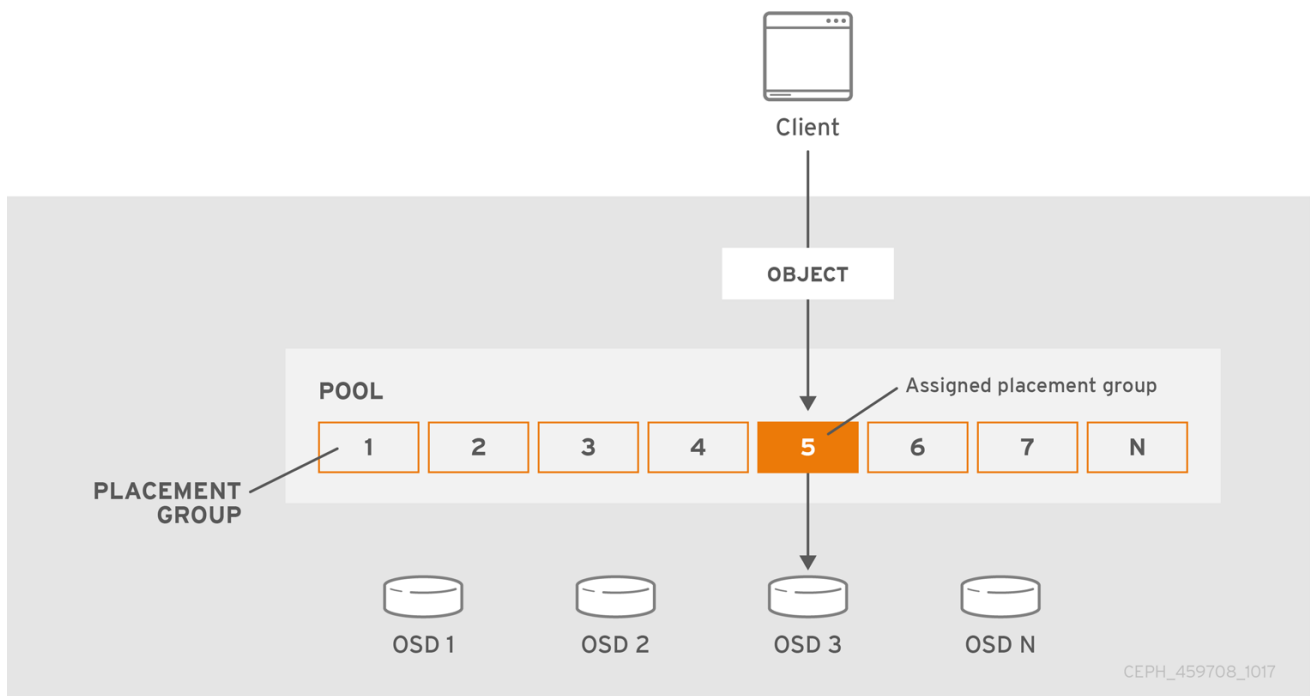 Client
OBJECT
POOL
Assigned placement group
1 2 3 4 5 6 7 N
PLACEMENT
GROUP
OSD 1 OSD 2 OSD 3 OSD N
CEPH_459708_1017